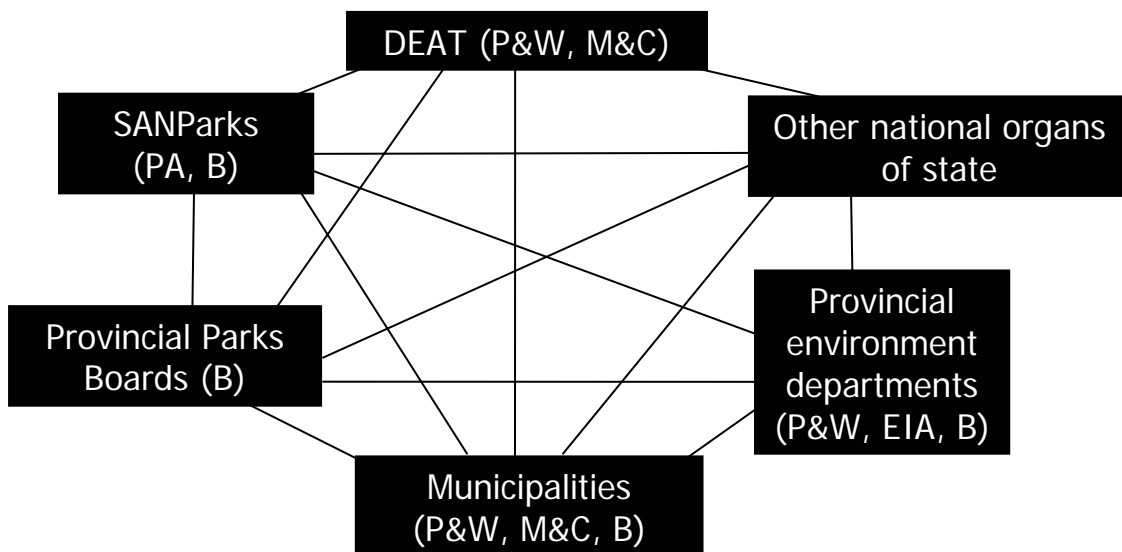 DEAT (P&W, M&C)
SANParks
(PA, B)
Other national organs
of state
Provincial Parks
Boards (B)
Provincial
environment
departments
(P&W, EIA, B)
Municipalities
(P&W, M&C, B)